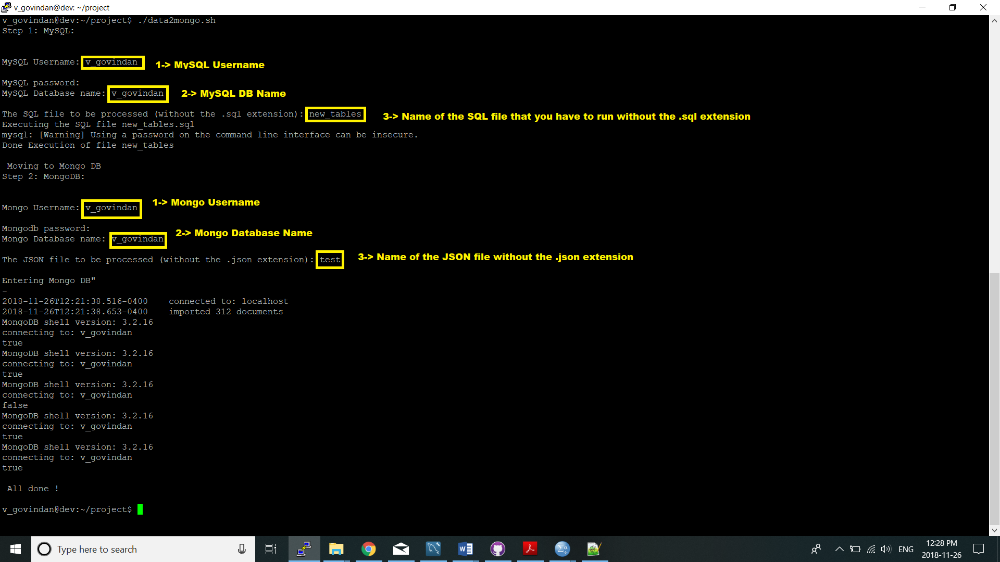 v_govindan@dev: ~/project
v_govindan@dev:~/project$ ./data2mongo.sh
Step 1: MySQL:
MySQL Username: v_govindan 1-> MySQL Username
MySQL password:
MySQL Database name: v_govindan 2-> MySQL DB Name
The SQL file to be processed (without the .sql extension): new_tables 3-> Name of the SQL file that you have to run without the .sql extension
Executing the SQL file new_tables.sql
mysql: [Warning] Using a password on the command line interface can be insecure.
Done Execution of file new_tables
Moving to Mongo DB
Step 2: MongoDB:
Mongo Username: v_govindan 1-> Mongo Username
Mongodb password:
Mongo Database name: v_govindan 2-> Mongo Database Name
The JSON file to be processed (without the .json extension): test 3-> Name of the JSON file without the .json extension
Entering Mongo DB"
-
2018-11-26T12:21:38.516-0400 connected to: localhost
2018-11-26T12:21:38.653-0400 imported 312 documents
MongoDB shell version: 3.2.16
connecting to: v_govindan
true
MongoDB shell version: 3.2.16
connecting to: v_govindan
true
MongoDB shell version: 3.2.16
connecting to: v_govindan
false
MongoDB shell version: 3.2.16
connecting to: v_govindan
true
MongoDB shell version: 3.2.16
connecting to: v_govindan
true
All done !
v_govindan@dev:~/project$
Type here to search
ENG
12:28 PM
2018-11-26